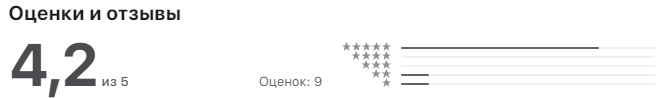 Оценки и отзывы
4,2 из 5
Оценок: 9